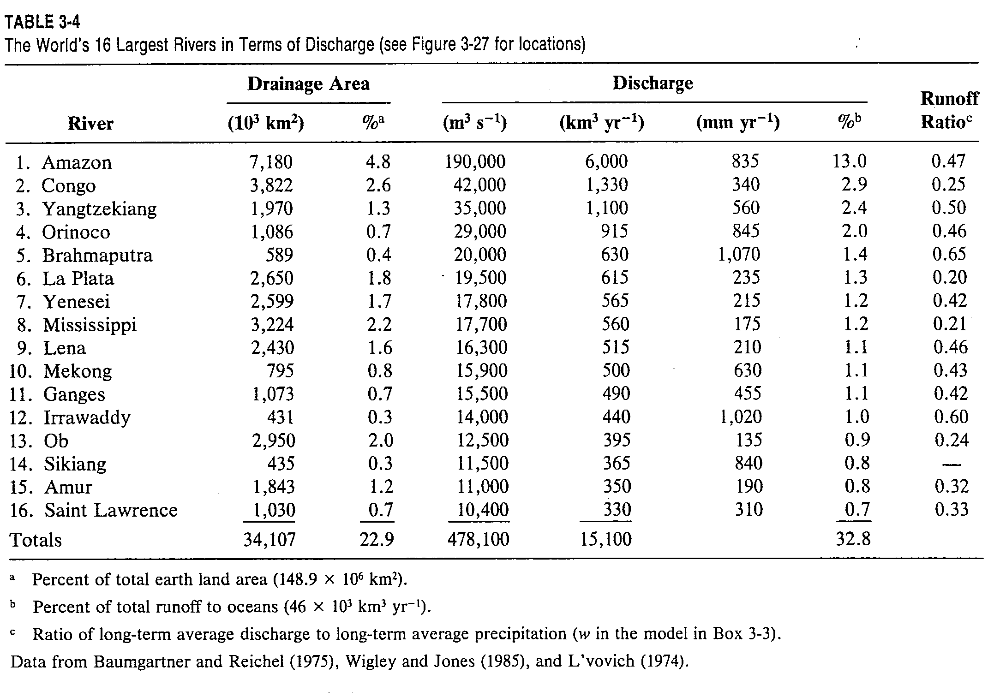 TABLE 3-4
The World's 16 Largest Rivers in Terms of Discharge (see Figure 3-27 for locations)
Drainage Area Discharge
Runoff
River (10³ km²) %ᵃ (m³ s⁻¹) (km³ yr⁻¹) (mm yr⁻¹) %ᵇ Ratioᶜ
1. Amazon 7,180 4.8 190,000 6,000 835 13.0 0.47
2. Congo 3,822 2.6 42,000 1,330 340 2.9 0.25
3. Yangtzekiang 1,970 1.3 35,000 1,100 560 2.4 0.50
4. Orinoco 1,086 0.7 29,000 915 845 2.0 0.46
5. Brahmaputra 589 0.4 20,000 630 1,070 1.4 0.65
6. La Plata 2,650 1.8 19,500 615 235 1.3 0.20
7. Yenesei 2,599 1.7 17,800 565 215 1.2 0.42
8. Mississippi 3,224 2.2 17,700 560 175 1.2 0.21
9. Lena 2,430 1.6 16,300 515 210 1.1 0.46
10. Mekong 795 0.8 15,900 500 630 1.1 0.43
11. Ganges 1,073 0.7 15,500 490 455 1.1 0.42
12. Irrawaddy 431 0.3 14,000 440 1,020 1.0 0.60
13. Ob 2,950 2.0 12,500 395 135 0.9 0.24
14. Sikiang 435 0.3 11,500 365 840 0.8 —
15. Amur 1,843 1.2 11,000 350 190 0.8 0.32
16. Saint Lawrence 1,030 0.7 10,400 330 310 0.7 0.33
Totals 34,107 22.9 478,100 15,100 32.8
ᵃ Percent of total earth land area (148.9 × 10⁶ km²).
ᵇ Percent of total runoff to oceans (46 × 10³ km³ yr⁻¹).
ᶜ Ratio of long-term average discharge to long-term average precipitation (w in the model in Box 3-3).
Data from Baumgartner and Reichel (1975), Wigley and Jones (1985), and L'vovich (1974).